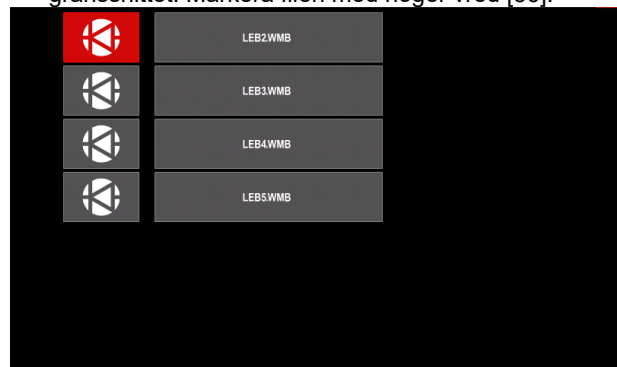 gränssnittet. Markera filen med höger vred
LEB2.WMB
LEB3.WMB
LEB4.WMB
LEB5.WMB